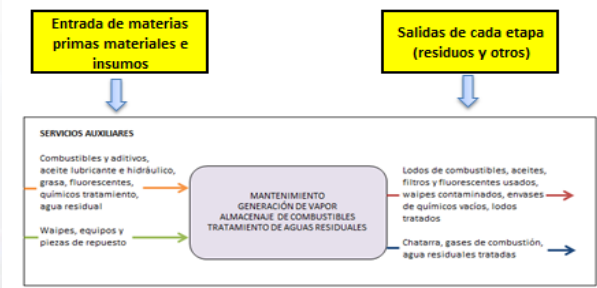 Entrada de materias
primas materiales e
insumos
Salidas de cada etapa
(residuos y otros)
SERVICIOS AUXILIARES
Combustibles y aditivos,
aceite lubricante e hidráulico,
grasa, fluorescentes,
químicos tratamiento,
agua residual
Waipes, equipos y
piezas de repuesto
MANTENIMIENTO
GENERACIÓN DE VAPOR
ALMACENAJE DE COMBUSTIBLES
TRATAMIENTO DE AGUAS RESIDUALES
Lodos de combustibles, aceites,
filtros y fluorescentes usados,
waipes contaminados, envases
de químicos vacíos, lodos
tratados
Chatarra, gases de combustión,
agua residuales tratadas